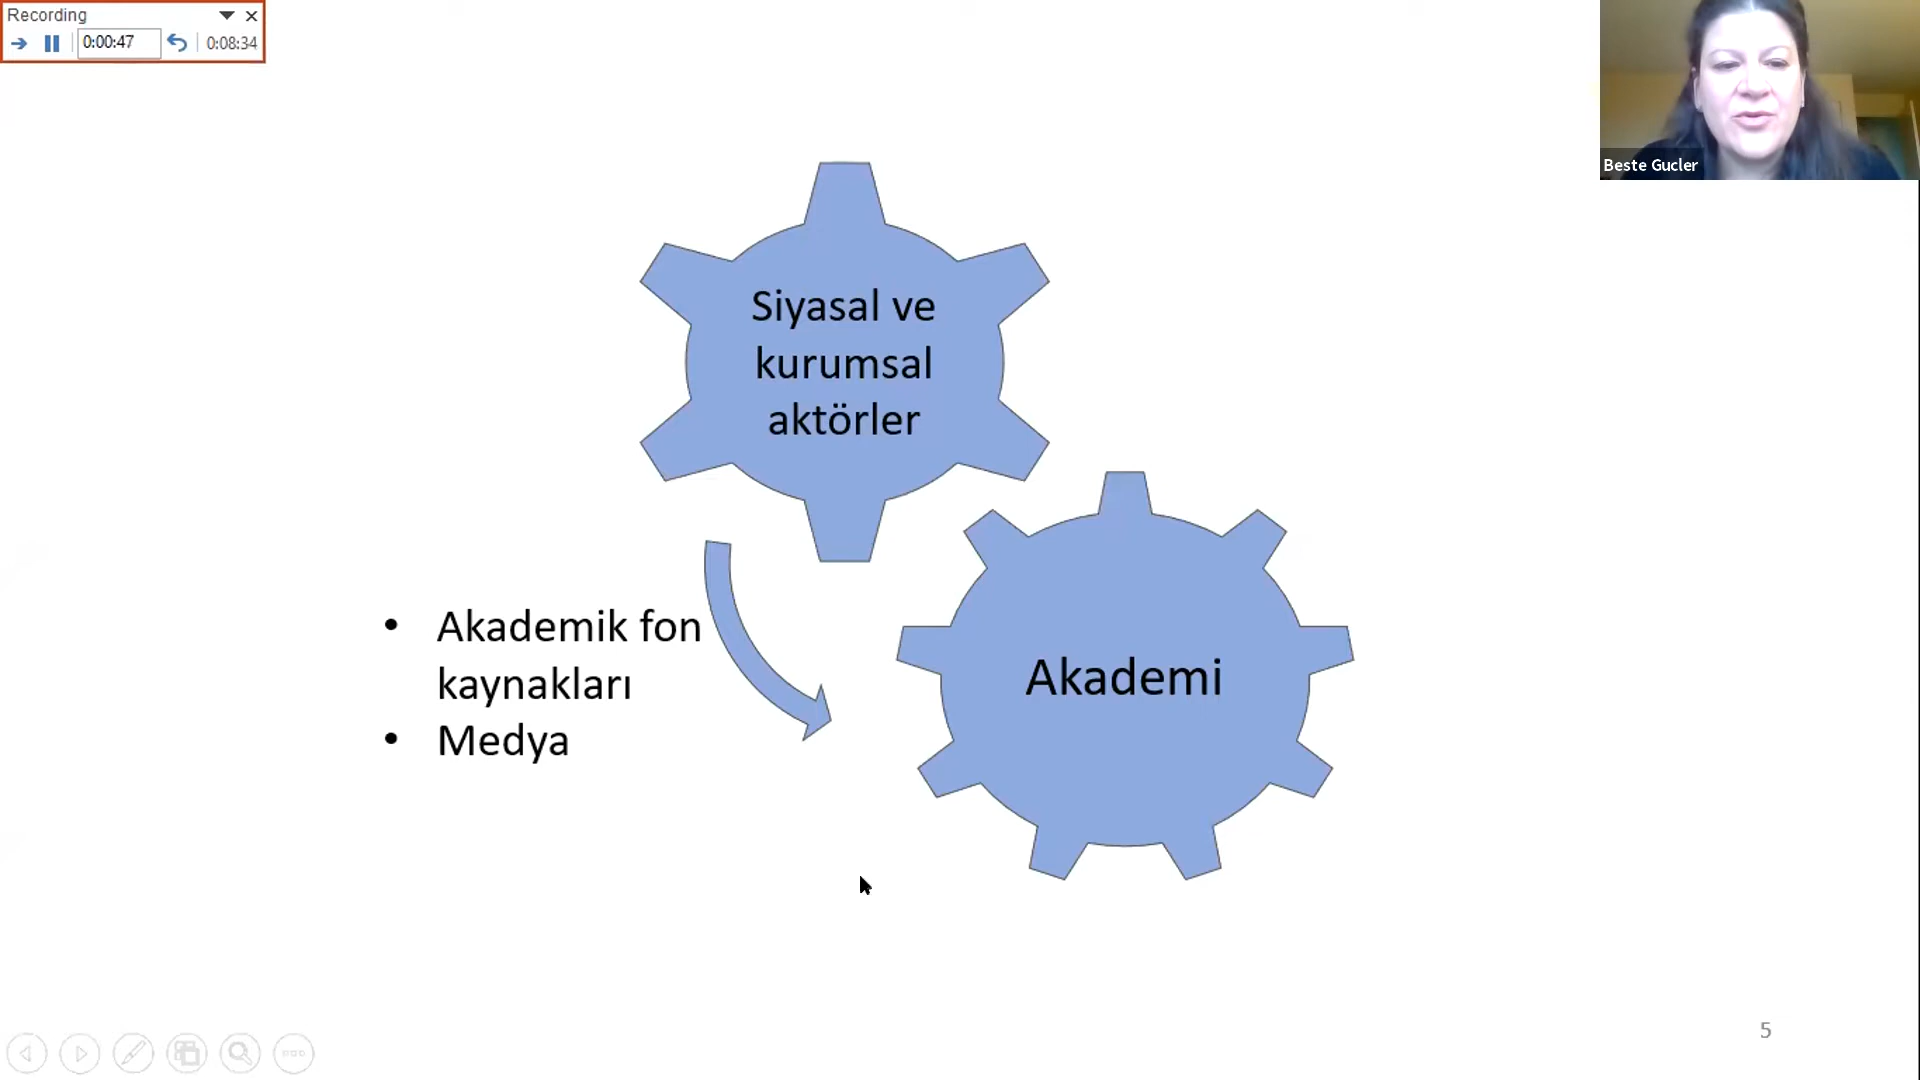 Recording
0:00:47
0:08:34
Beste Gucler
Siyasal ve
kurumsal
aktörler
• Akademik fon
kaynakları
• Medya
Akademi
5